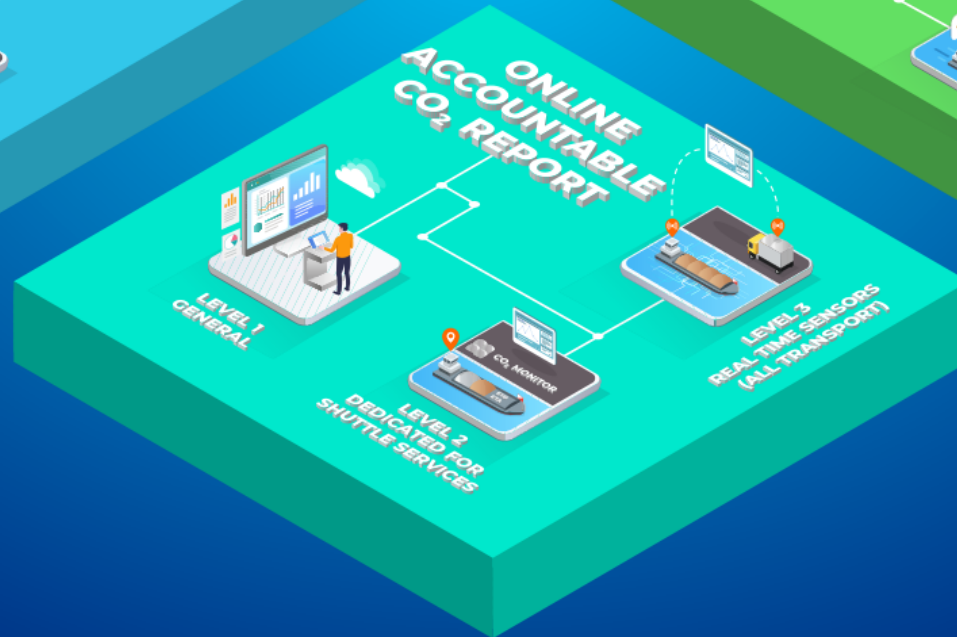 ONLINE
ACCOUNTABLE
CO₂ REPORT
LEVEL 1
GENERAL
CO₂ MONITOR
LEVEL 2
DEDICATED FOR
SHUTTLE SERVICES
LEVEL 3
REAL TIME SENSORS
(ALL TRANSPORT)